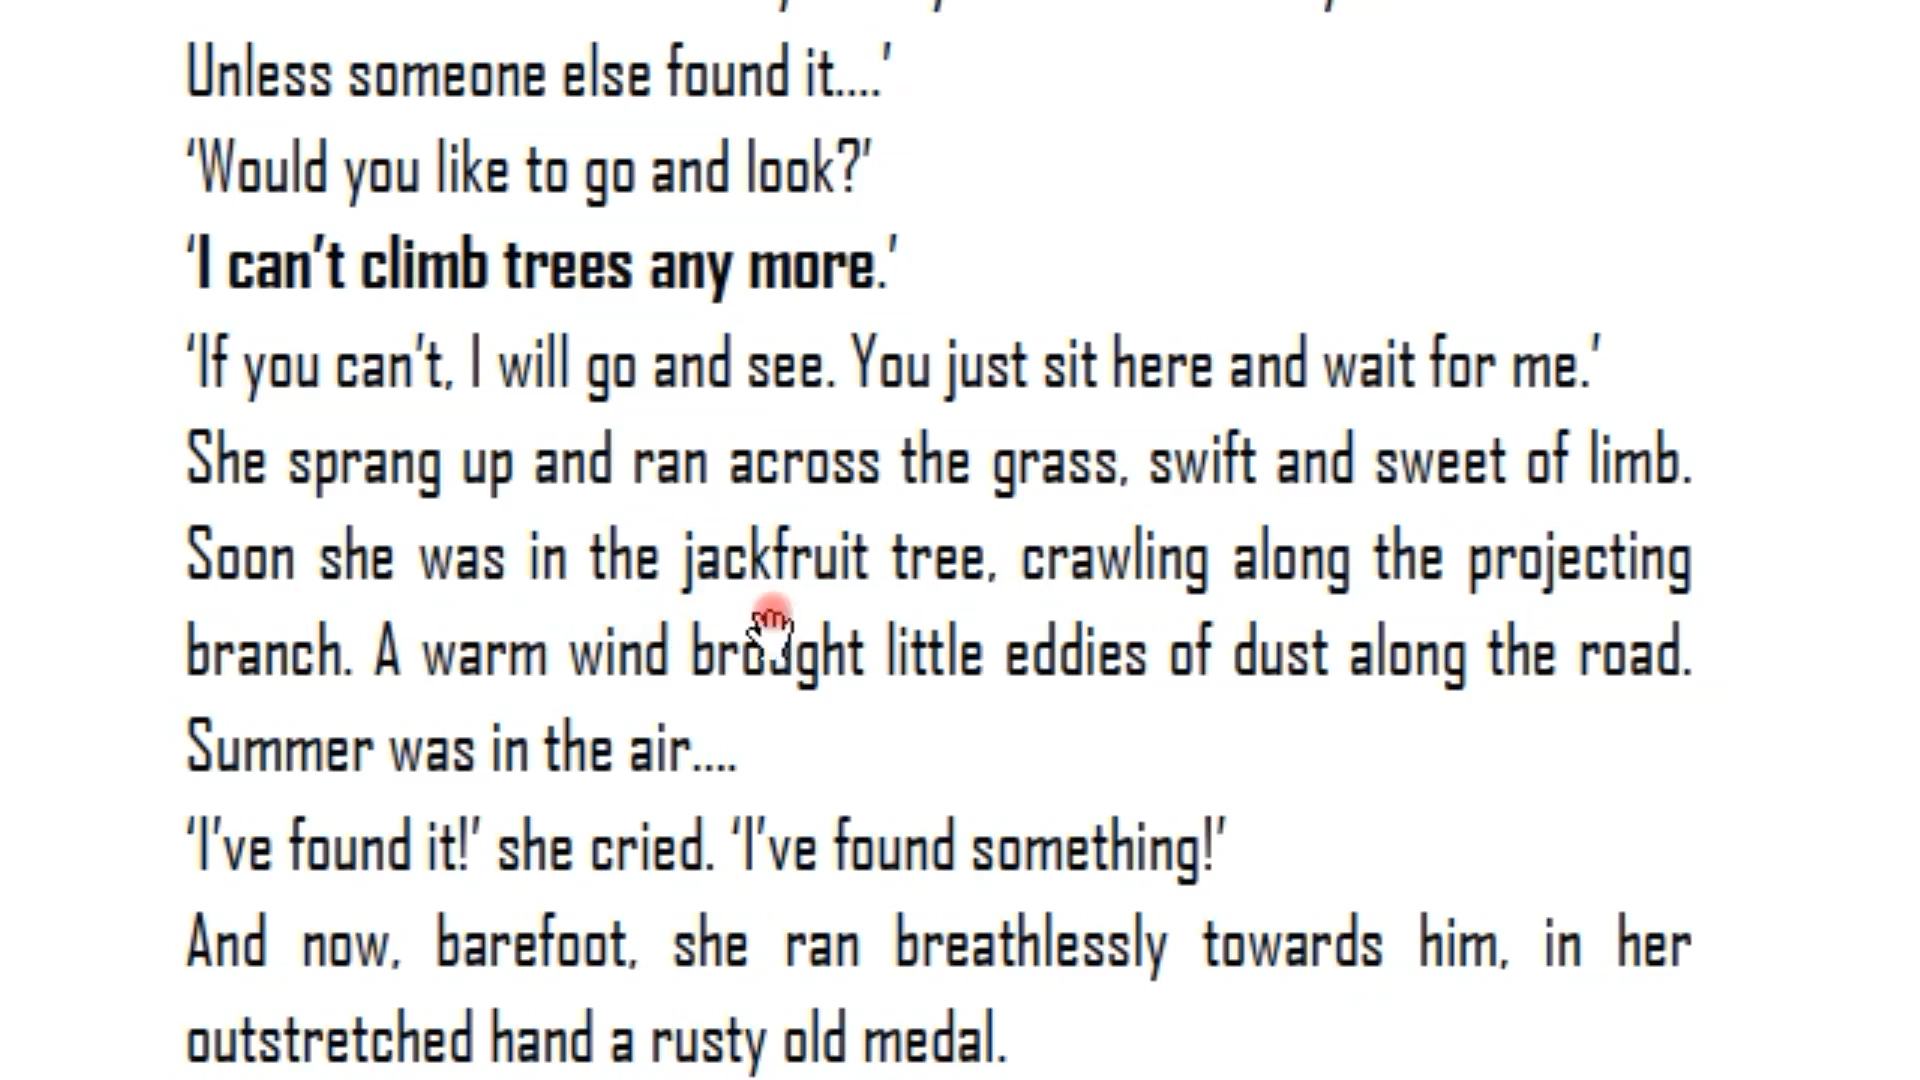 Unless someone else found it....’
‘Would you like to go and look?’
‘I can’t climb trees any more.’
‘If you can’t, I will go and see. You just sit here and wait for me.’
She sprang up and ran across the grass, swift and sweet of limb.
Soon she was in the jackfruit tree, crawling along the projecting
branch. A warm wind brought little eddies of dust along the road.
Summer was in the air....
‘I’ve found it!’ she cried. ‘I’ve found something!’
And now, barefoot, she ran breathlessly towards him, in her
outstretched hand a rusty old medal.